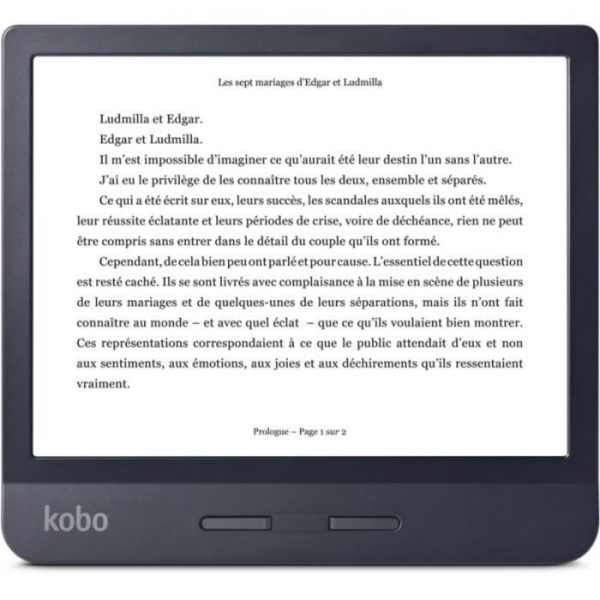 Les sept mariages d'Edgar et Ludmilla
Ludmilla et Edgar.
Edgar et Ludmilla.
Il m'est impossible d'imaginer ce qu'aurait été leur destin l'un sans l'autre.
J'ai eu le privilège de les connaître tous les deux, ensemble et séparés.
Ce qui a été écrit sur eux, leurs succès, les scandales auxquels ils ont été mêlés,
leur réussite éclatante et leurs périodes de crise, voire de déchéance, rien ne peut
être compris sans entrer dans le détail du couple qu'ils ont formé.
Cependant, de cela bien peu ont parlé et pour cause. L'essentiel de cette question
est resté caché. Ils se sont livrés avec complaisance à la mise en scène de plusieurs
de leurs mariages et de quelques-unes de leurs séparations, mais ils n'ont fait
connaître au monde – et avec quel éclat – que ce qu'ils voulaient bien montrer.
Ces représentations correspondaient à ce que le public attendait d'eux et non
aux sentiments, aux émotions, aux joies et aux déchirements qu'ils ressentaient
vraiment.
Prologue – Page 1 sur 2
kobo